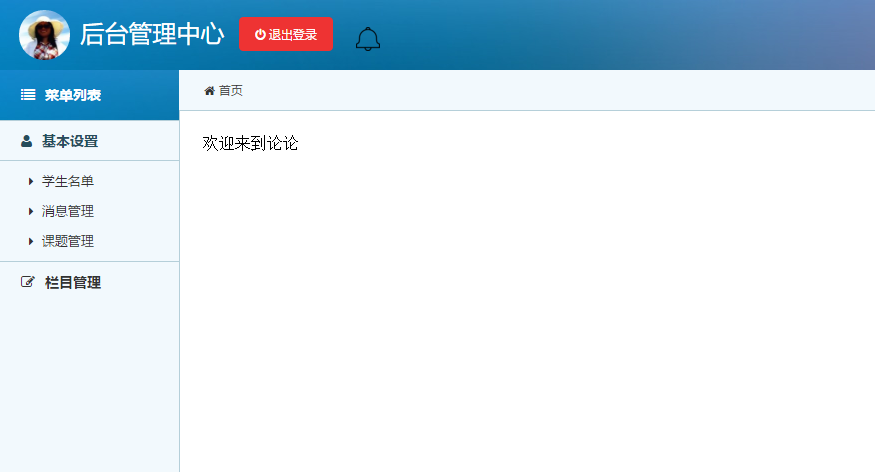 后台管理中心
退出登录
菜单列表
首页
基本设置
欢迎来到论论
学生名单
消息管理
课题管理
栏目管理